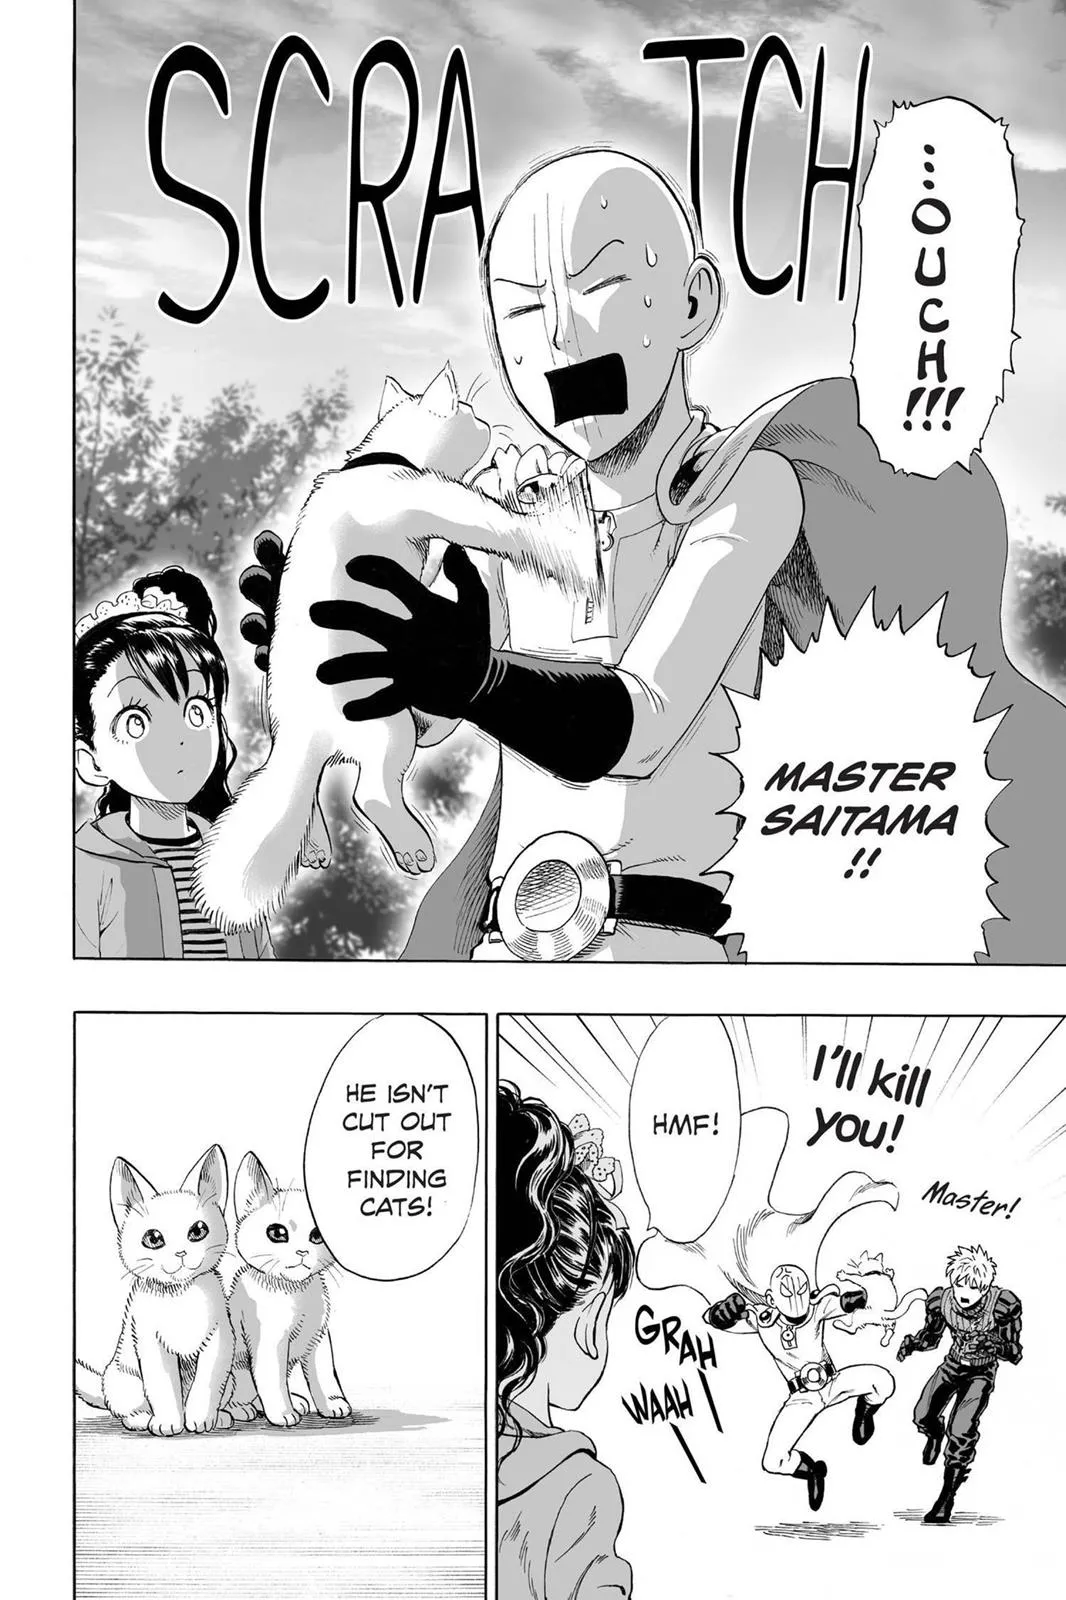 SCRATCH
...OUCH!!!
MASTER
SAITAMA
!!
I'll kill
you!
HMF!
Master!
GRAH
WAAH!
HE ISN'T
CUT OUT
FOR
FINDING
CATS!